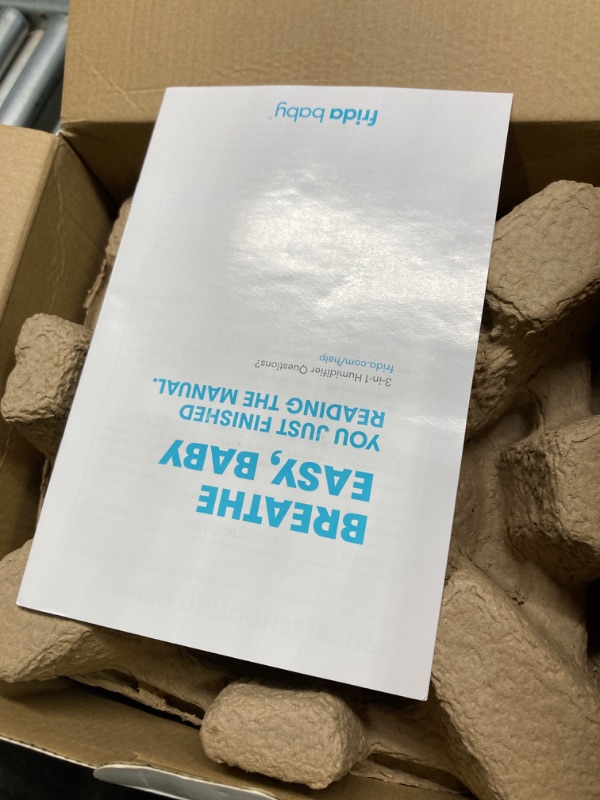 BREATHE
EASY, BABY
YOU JUST FINISHED
READING THE MANUAL.
3-in-1 Humidifier Questions?
frida.com/help
frida baby®